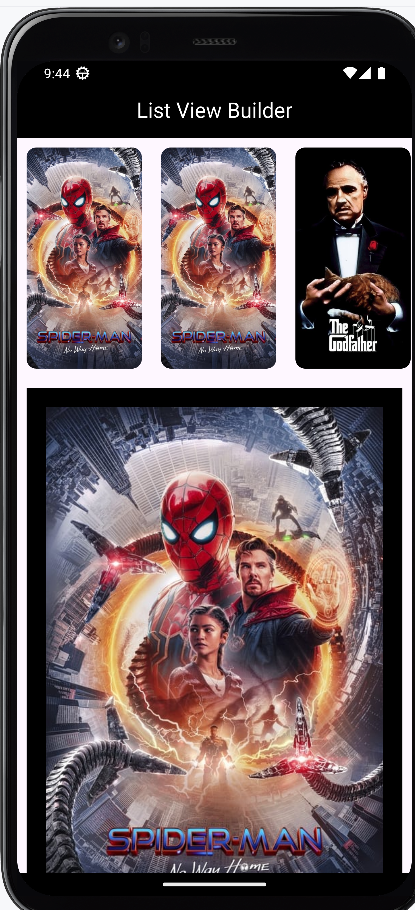 9:44
List View Builder
SPIDER-MAN
No Way Home
SPIDER-MAN
No Way Home
The
Godfather
SPIDER-MAN
No Way Home